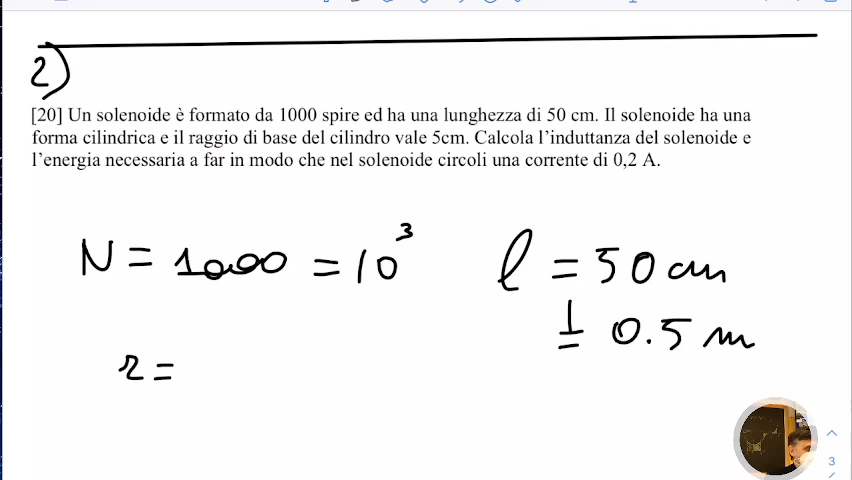 2)
[20] Un solenoide è formato da 1000 spire ed ha una lunghezza di 50 cm. Il solenoide ha una
forma cilindrica e il raggio di base del cilindro vale 5cm. Calcola l'induttanza del solenoide e
l'energia necessaria a far in modo che nel solenoide circoli una corrente di 0,2 A.
N = 1000 = 10³
l = 50 cm
= 0.5 m
r =
3